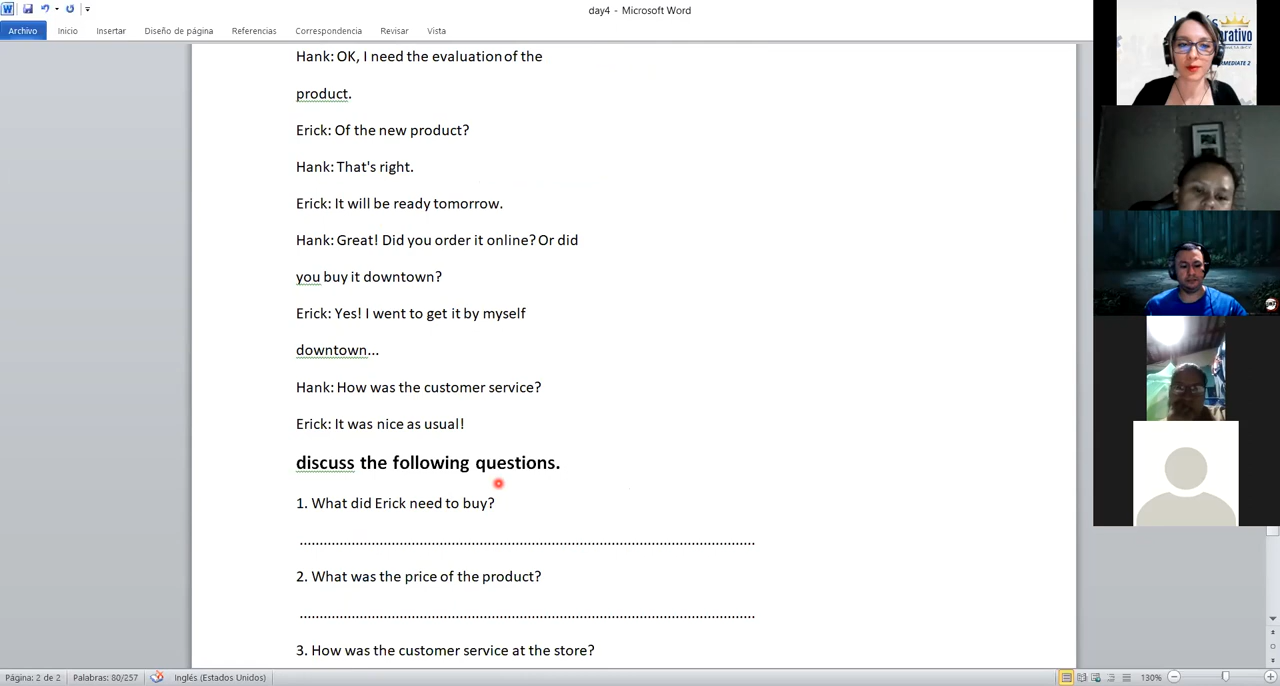 day4 - Microsoft Word
Archivo Inicio Insertar Diseño de página Referencias Correspondencia Revisar Vista
Hank: OK, I need the evaluation of the
product.
Erick: Of the new product?
Hank: That's right.
Erick: It will be ready tomorrow.
Hank: Great! Did you order it online? Or did
you buy it downtown?
Erick: Yes! I went to get it by myself
downtown...
Hank: How was the customer service?
Erick: It was nice as usual!
discuss the following questions.
1. What did Erick need to buy?
...................................................................................................................
2. What was the price of the product?
...................................................................................................................
3. How was the customer service at the store?
Página: 2 de 2 Palabras: 80/257 Inglés (Estados Unidos) 130%